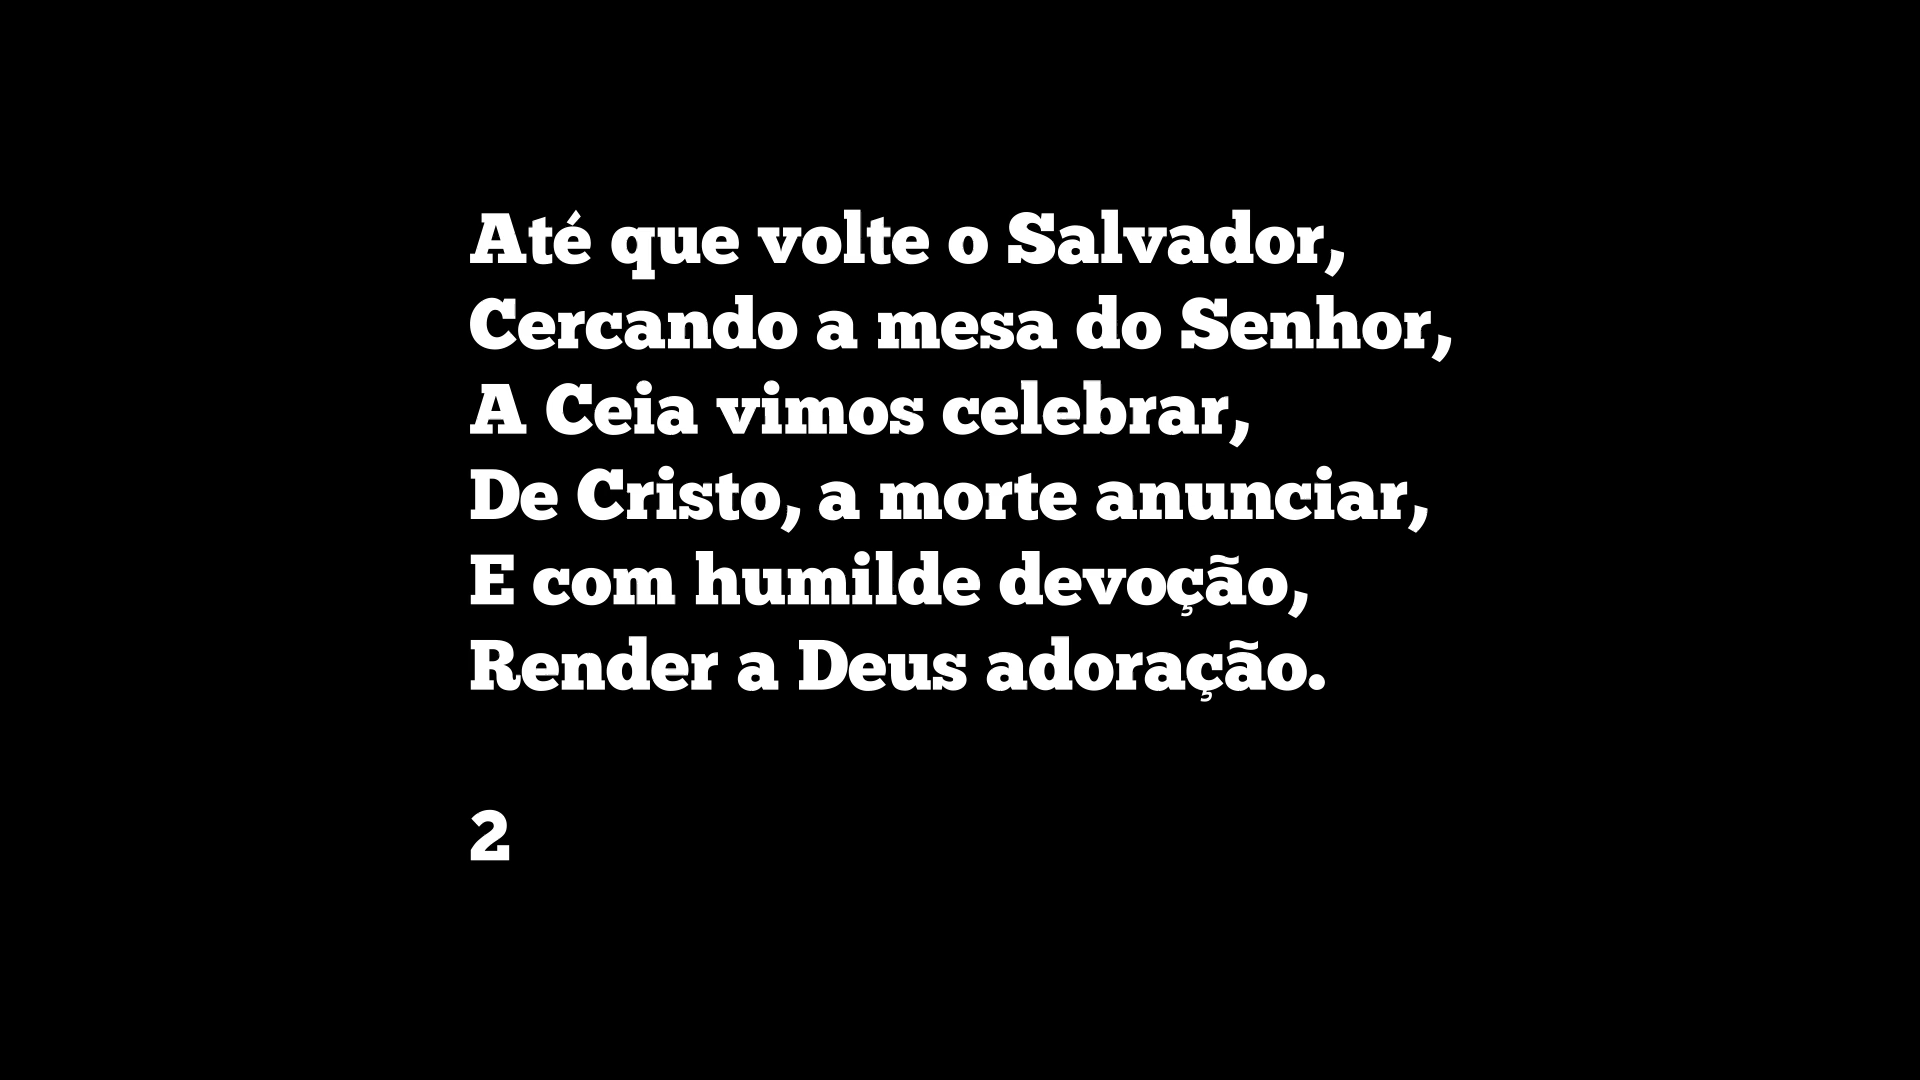 Até que volte o Salvador,
Cercando a mesa do Senhor,
A Ceia vimos celebrar,
De Cristo, a morte anunciar,
E com humilde devoção,
Render a Deus adoração.
2